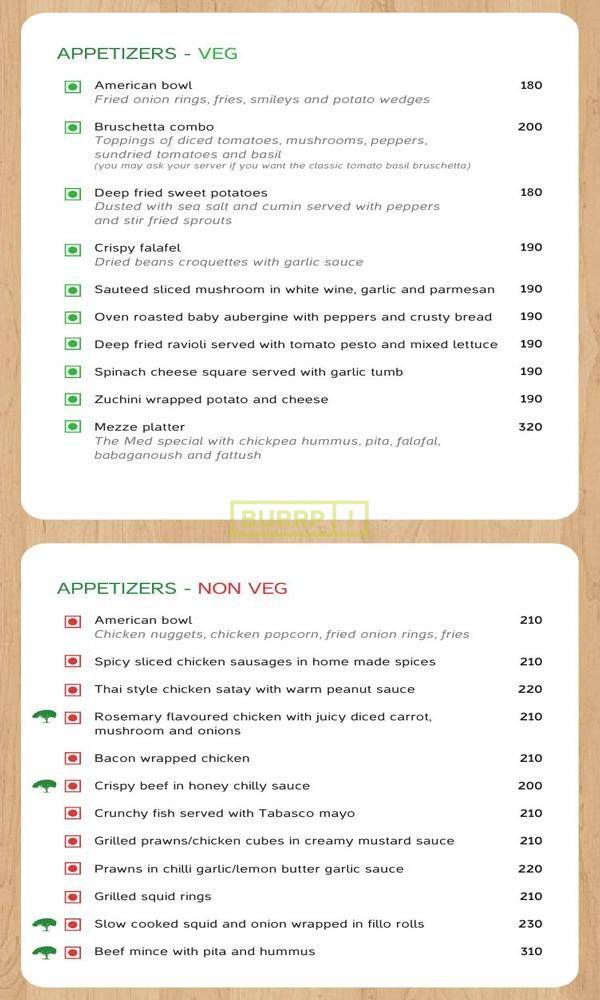 APPETIZERS - VEG
American bowl 180
Fried onion rings, fries, smileys and potato wedges
Bruschetta combo 200
Toppings of diced tomatoes, mushrooms, peppers,
sundried tomatoes and basil
(you may ask your server if you want the classic tomato basil bruschetta)
Deep fried sweet potatoes 180
Dusted with sea salt and cumin served with peppers
and stir fried sprouts
Crispy falafel 190
Dried beans croquettes with garlic sauce
Sauteed sliced mushroom in white wine, garlic and parmesan 190
Oven roasted baby aubergine with peppers and crusty bread 190
Deep fried ravioli served with tomato pesto and mixed lettuce 190
Spinach cheese square served with garlic tumb 190
Zuchini wrapped potato and cheese 190
Mezze platter 320
The Med special with chickpea hummus, pita, falafal,
babaganoush and fattush
BURRP!
APPETIZERS - NON VEG
American bowl 210
Chicken nuggets, chicken popcorn, fried onion rings, fries
Spicy sliced chicken sausages in home made spices 210
Thai style chicken satay with warm peanut sauce 220
Rosemary flavoured chicken with juicy diced carrot, 210
mushroom and onions
Bacon wrapped chicken 210
Crispy beef in honey chilly sauce 200
Crunchy fish served with Tabasco mayo 210
Grilled prawns/chicken cubes in creamy mustard sauce 210
Prawns in chilli garlic/lemon butter garlic sauce 220
Grilled squid rings 210
Slow cooked squid and onion wrapped in fillo rolls 230
Beef mince with pita and hummus 310